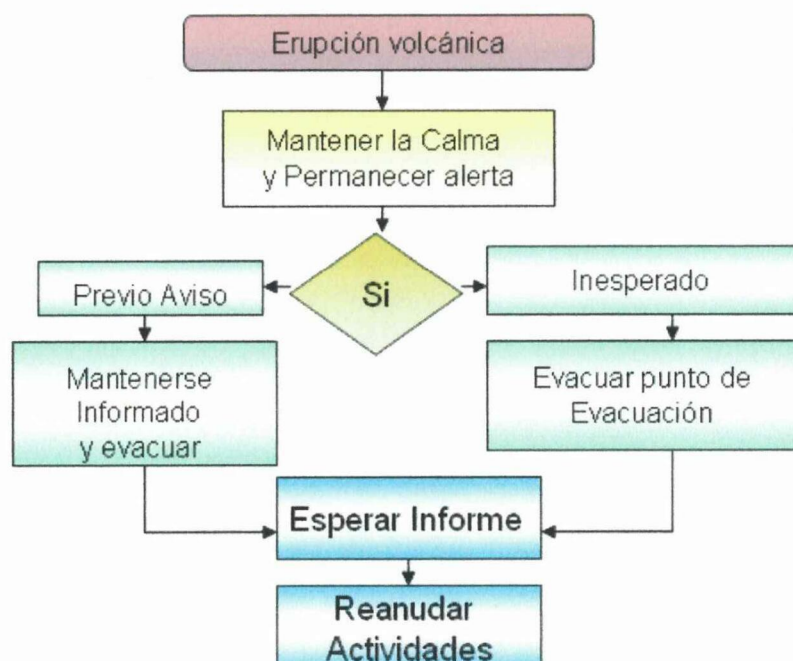 Erupción volcánica
Mantener la Calma
y Permanecer alerta
Si
Previo Aviso
Inesperado
Mantenerse
Informado
y evacuar
Evacuar punto de
Evacuación
Esperar Informe
Reanudar
Actividades